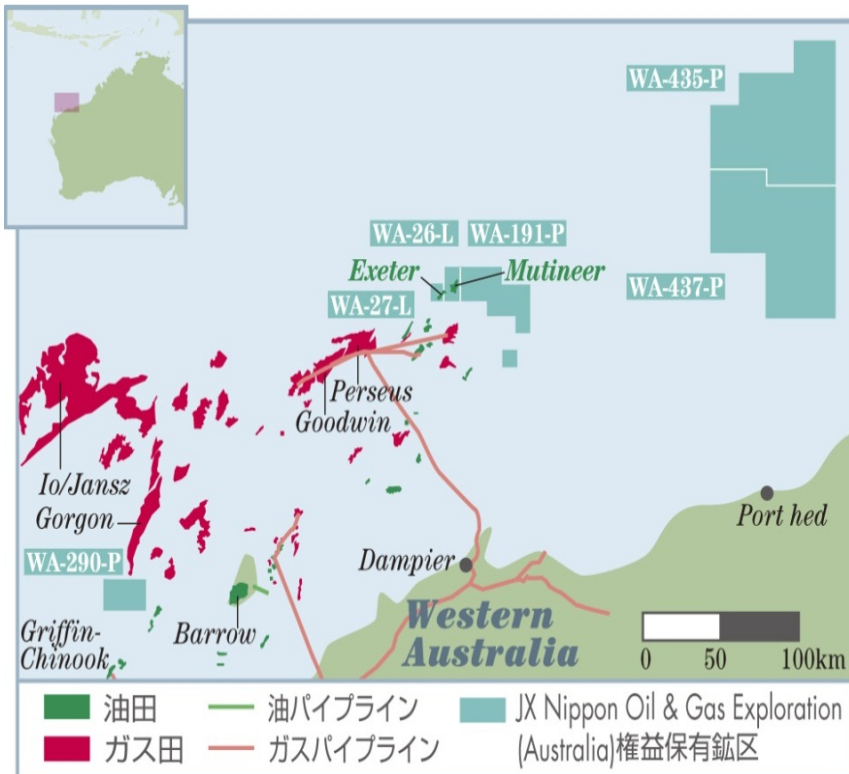 WA-435-P
WA-26-L
WA-191-P
Exeter
Mutineer
WA-437-P
WA-27-L
Perseus
Goodwin
Io/Jansz
Gorgon
Port hed
WA-290-P
Dampier
Griffin-
Chinook
Barrow
Western
Australia
0 50 100km
油田
油パイプライン
JX Nippon Oil & Gas Exploration
ガス田
ガスパイプライン
(Australia)権益保有鉱区